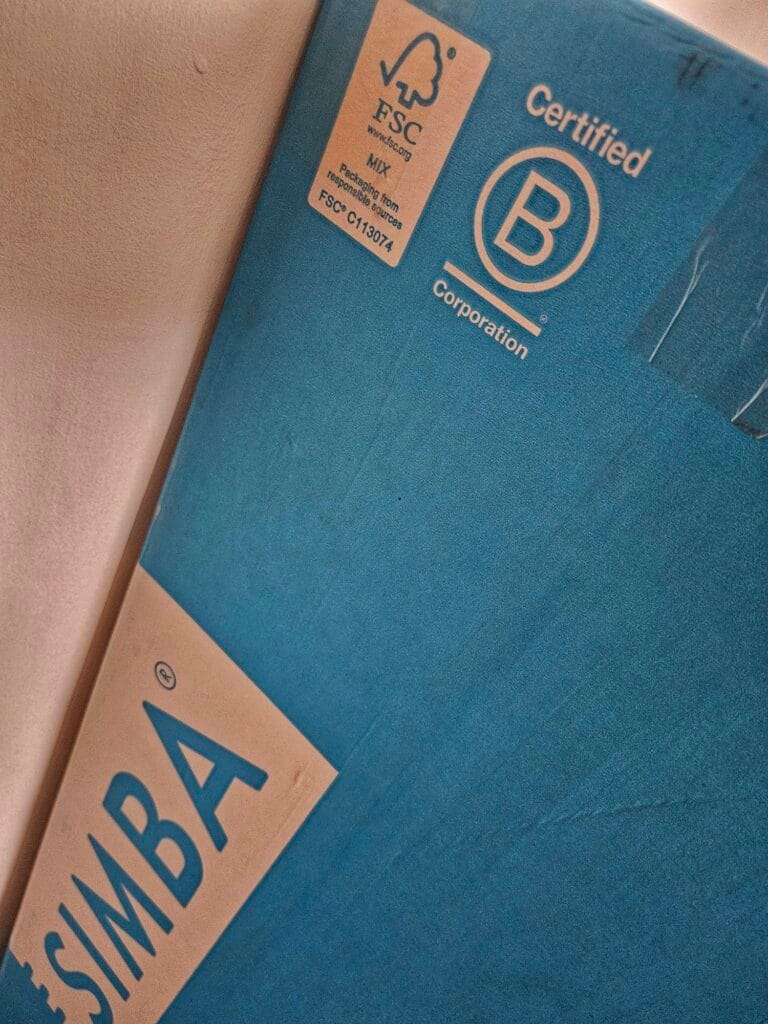 FSC®
www.fsc.org
MIX
Packaging from
responsible sources
FSC® C113074
Certified
B
Corporation®
SIMBA®